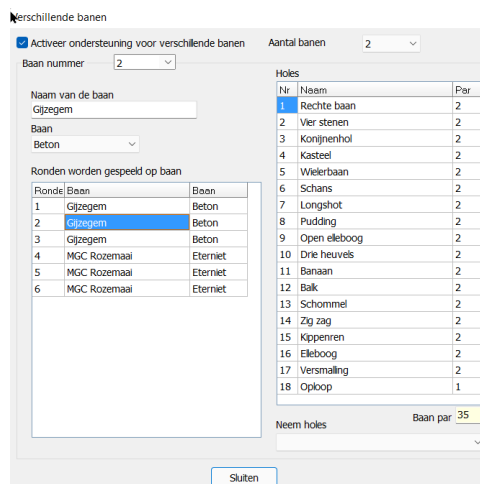 Verschillende banen
Activeer ondersteuning voor verschillende banen
Aantal banen 2
Baan nummer 2
Naam van de baan
Gijzegem
Baan
Beton
Ronden worden gespeeld op baan
Ronde Baan Baan
1 Gijzegem Beton
2 Gijzegem Beton
3 Gijzegem Beton
4 MGC Rozemaai Eterniet
5 MGC Rozemaai Eterniet
6 MGC Rozemaai Eterniet
Holes
Nr Naam Par
1 Rechte baan 2
2 Vier stenen 2
3 Konijnenhol 2
4 Kasteel 2
5 Wielerbaan 2
6 Schans 2
7 Longshot 2
8 Pudding 2
9 Open elleboog 2
10 Drie heuvels 2
11 Banaan 2
12 Balk 2
13 Schommel 2
14 Zig zag 2
15 Kippenren 2
16 Elleboog 2
17 Versmalling 2
18 Oploop 1
Baan par 35
Neem holes
Sluiten